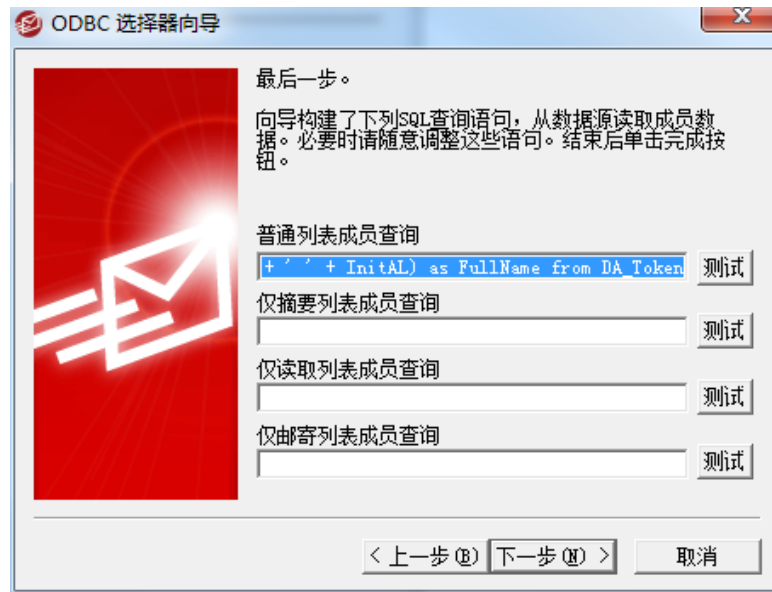 ODBC 选择器向导
最后一步。
向导构建了下列SQL查询语句，从数据源读取成员数
据。必要时请随意调整这些语句。结束后单击完成按
钮。
普通列表成员查询
+ ' ' + InitAL) as FullName from DA_Token
测试
仅摘要列表成员查询
测试
仅读取列表成员查询
测试
仅邮寄列表成员查询
测试
< 上一步(B) 下一步(N) > 取消